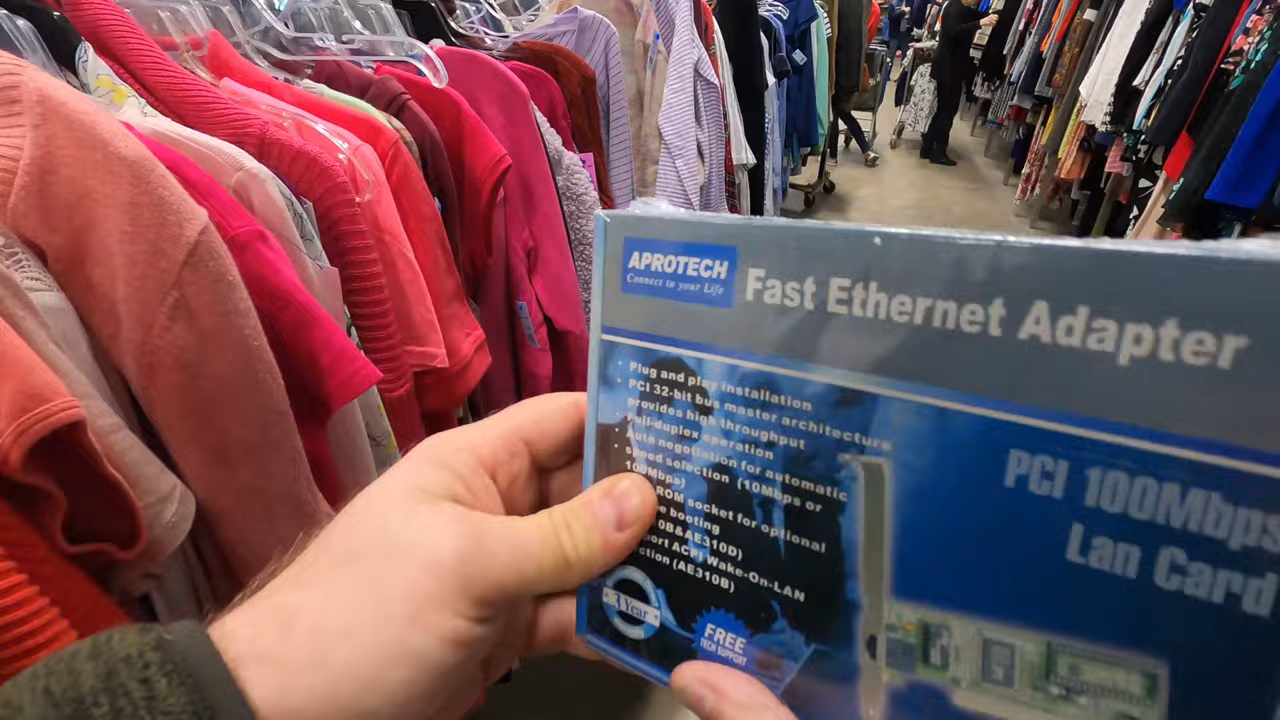 APROTECH
Connect to your Life
Fast Ethernet Adapter
Plug and play installation
PCI 32-bit bus master architecture
provides high throughput
Full-duplex operation
Auto negotiation for automatic
speed selection (10Mbps or
100Mbps)
ROM socket for optional
booting
0B&AE310D)
ACPI Wake-On-LAN
(AE310B)
PCI 100Mbps
Lan Card
3 Year
FREE
TECH SUPPORT